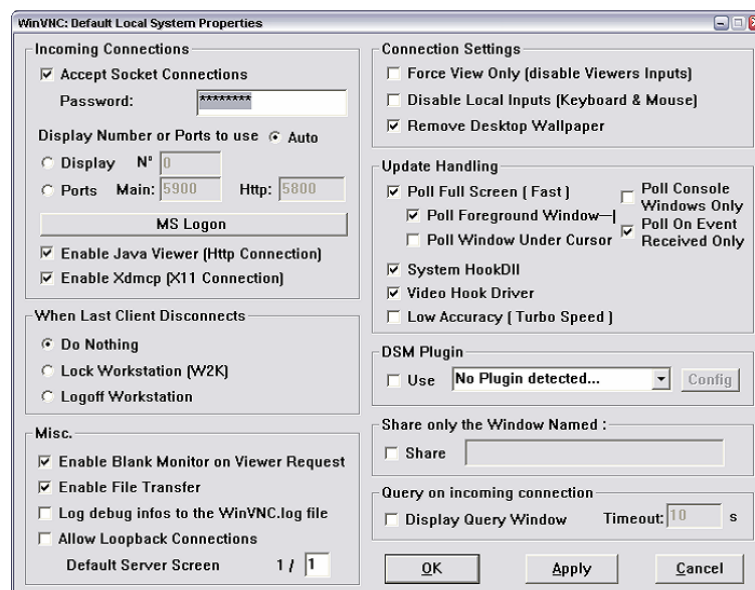 WinVNC: Default Local System Properties
Incoming Connections
Accept Socket Connections
Password: ********
Display Number or Ports to use Auto
Display N° 0
Ports Main: 5900 Http: 5800
MS Logon
Enable Java Viewer (Http Connection)
Enable Xdmcp (X11 Connection)
When Last Client Disconnects
Do Nothing
Lock Workstation (W2K)
Logoff Workstation
Misc.
Enable Blank Monitor on Viewer Request
Enable File Transfer
Log debug infos to the WinVNC.log file
Allow Loopback Connections
Default Server Screen 1 / 1
Connection Settings
Force View Only (disable Viewers Inputs)
Disable Local Inputs (Keyboard & Mouse)
Remove Desktop Wallpaper
Update Handling
Poll Full Screen ( Fast )
Poll Foreground Window
Poll Window Under Cursor
Poll Console
Windows Only
Poll On Event
Received Only
System HookDll
Video Hook Driver
Low Accuracy ( Turbo Speed )
DSM Plugin
Use No Plugin detected... Config
Share only the Window Named :
Share
Query on incoming connection
Display Query Window Timeout: 10 s
OK Apply Cancel